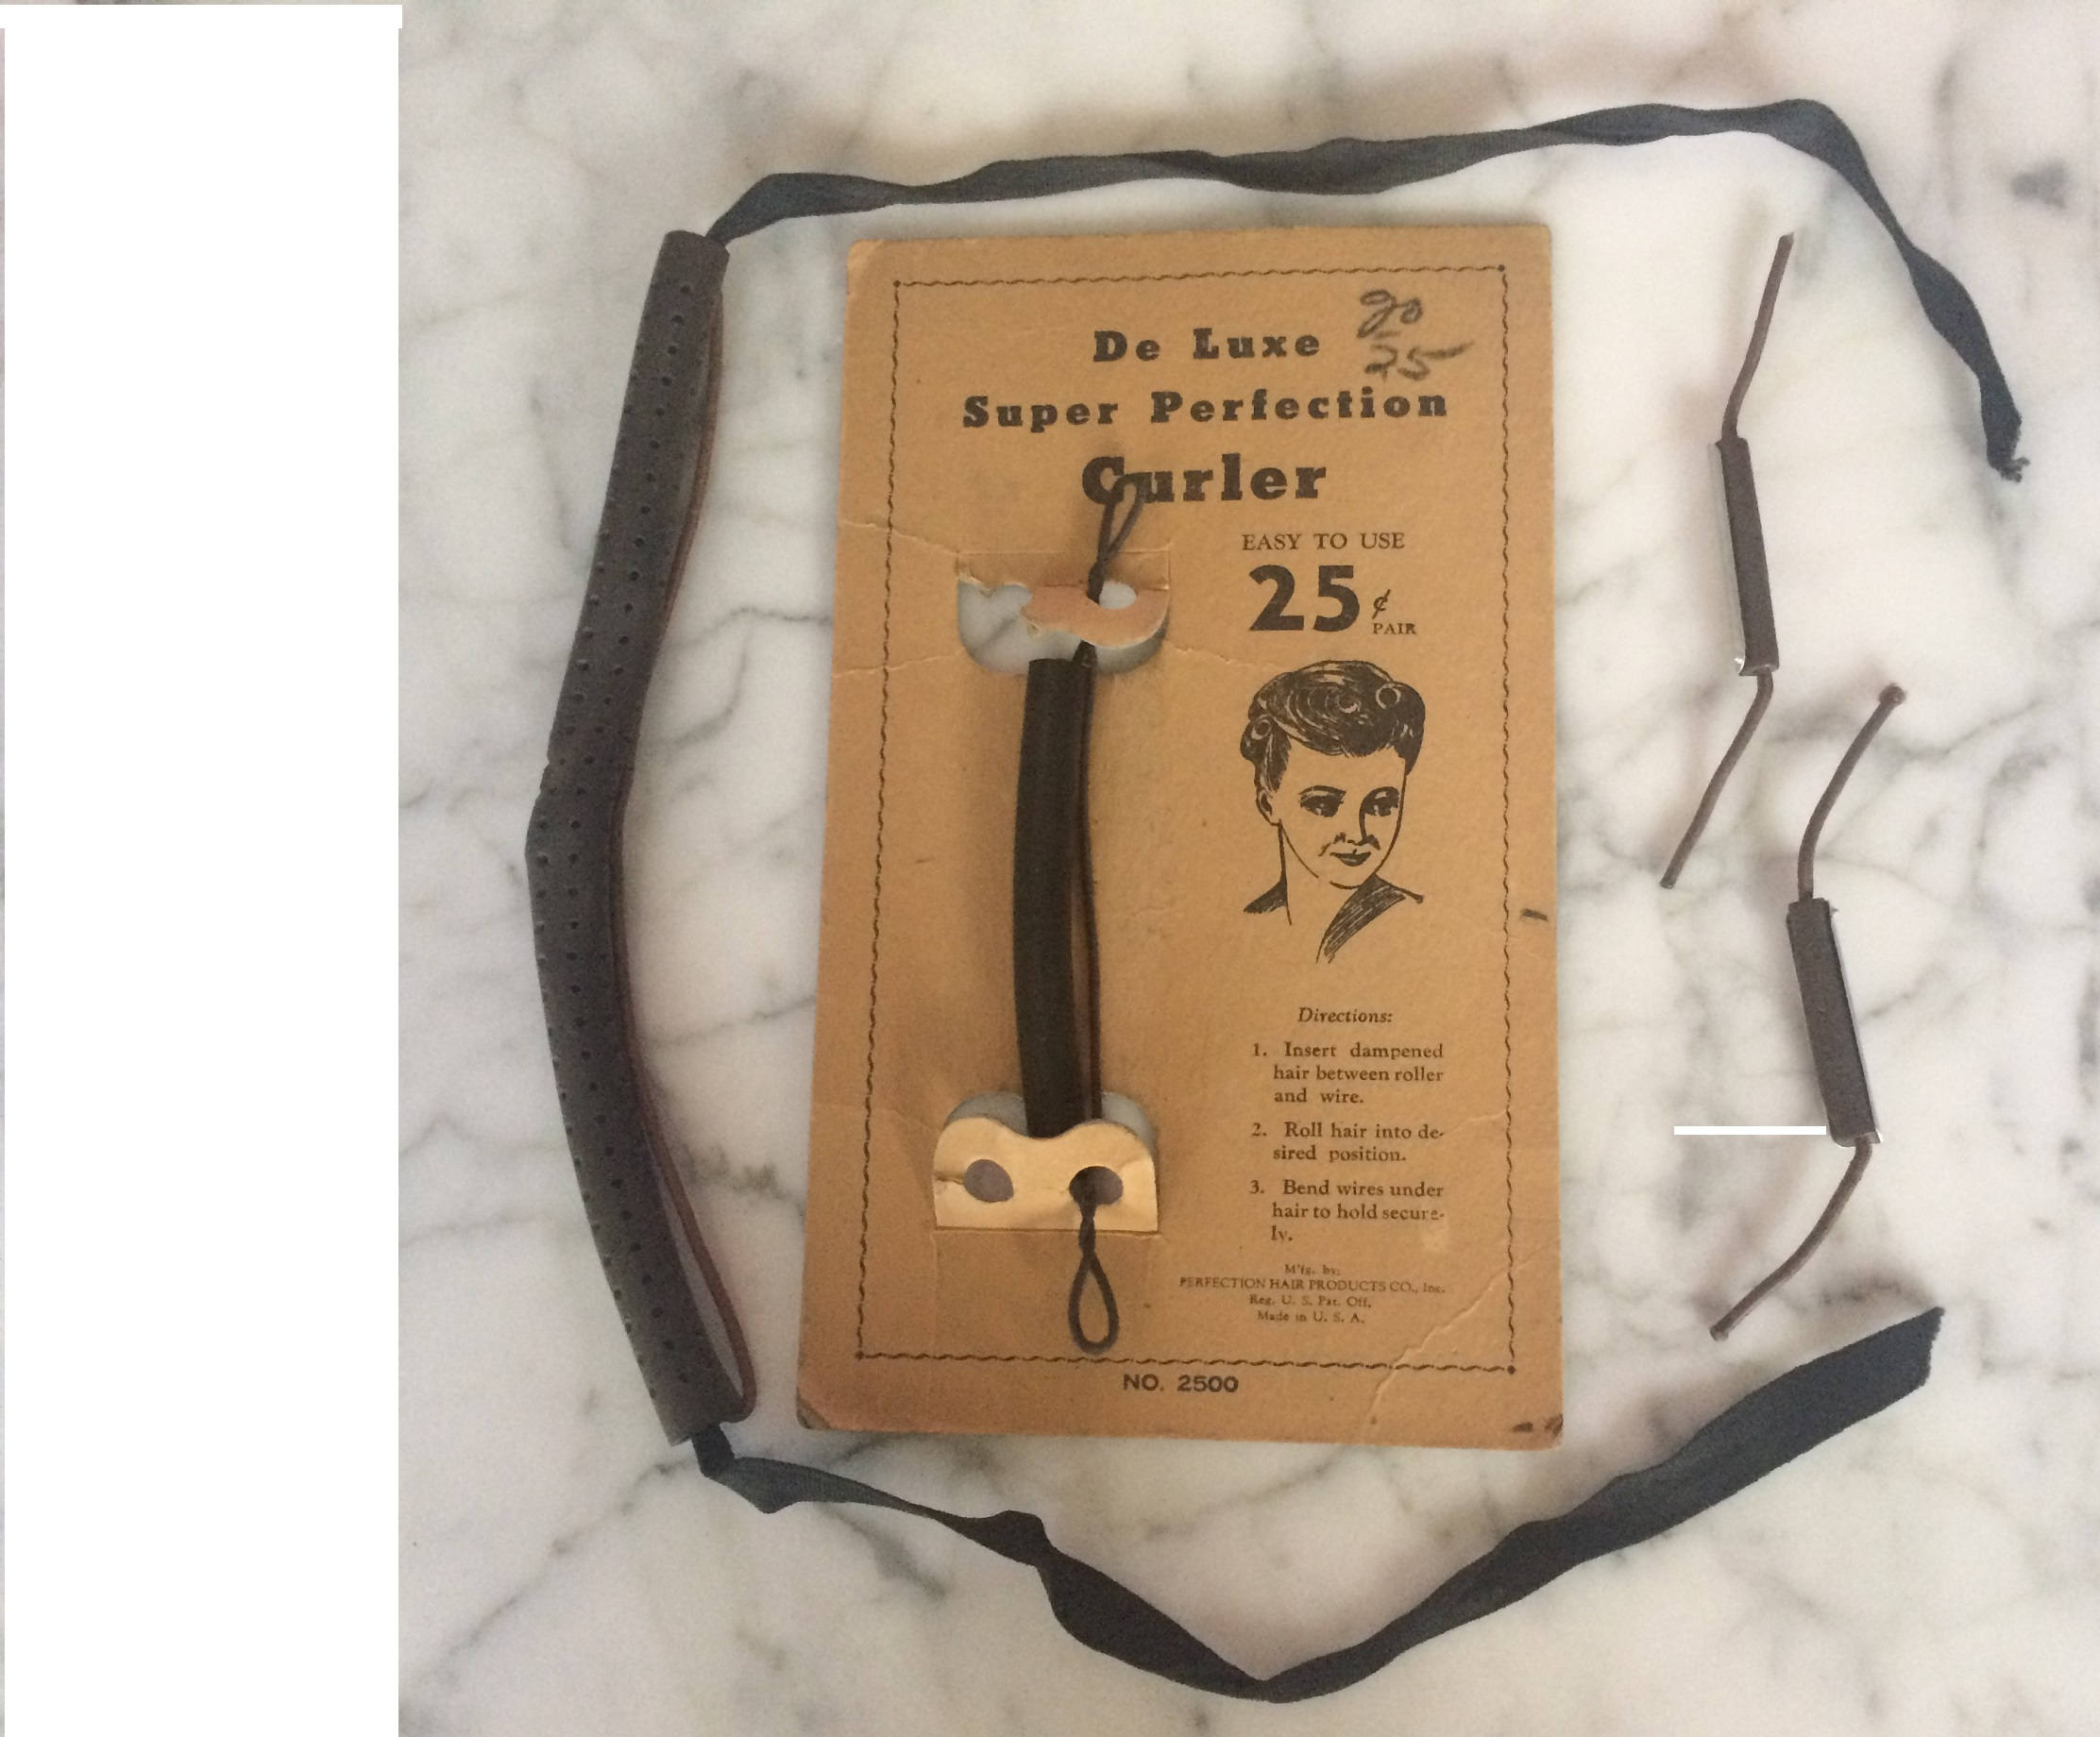 De Luxe
Super Perfection
Curler
EASY TO USE
25¢
PAIR
Directions:
1. Insert dampened
hair between roller
and wire.
2. Roll hair into de-
sired position.
3. Bend wires under
hair to hold secure-
ly.
M'fg. by:
PERFECTION HAIR PRODUCTS CO., Inc.
Reg. U. S. Pat. Off.
Made in U. S. A.
NO. 2500
25